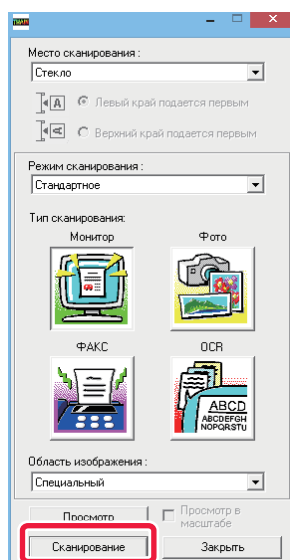 TWAIN
Место сканирования :
Стекло
A
Левый край подается первым
A
Верхний край подается первым
Режим сканирования :
Стандартное
Тип сканирования:
Монитор
Фото
ФАКС
OCR
ABCD
ABCDEFGH
NOPQRSTU
Область изображения :
Специальный
Просмотр
Просмотр в
масштабе
Сканирование
Закрыть